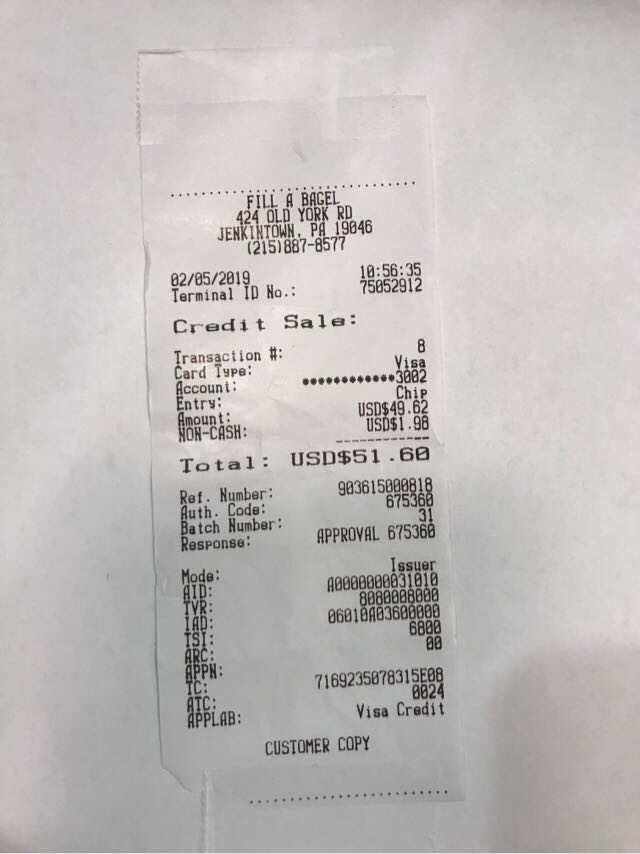 FILL A BAGEL
424 OLD YORK RD
JENKINTOWN, PA 19046
(215)887-8577
02/05/2019 10:56:35
Terminal ID No.: 75052912
Credit Sale:
Transaction #: 8
Card Type: Visa
Account: ************3002
Entry: Chip
Amount: USD$49.62
NON-CASH: USD$1.98
Total: USD$51.60
Ref. Number: 903615000818
Auth. Code: 675360
Batch Number: 31
Response: APPROVAL 675360
Mode: Issuer
AID: A0000000031010
TVR: 8080008000
IAD: 06010A03600000
TSI: 6800
ARC: 00
APPN:
TC: 7169235078315E08
ATC: 0024
APPLAB: Visa Credit
CUSTOMER COPY